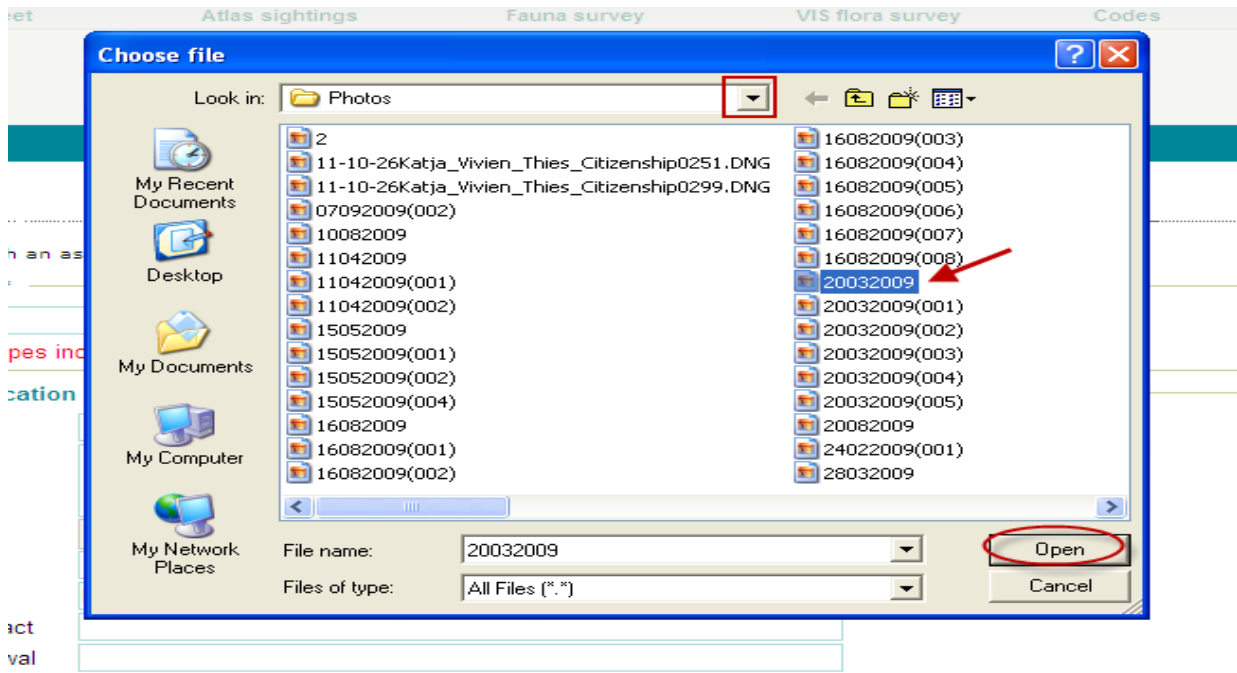 eet Atlas sightings Fauna survey VIS flora survey Codes
Choose file
Look in: Photos
My Recent
Documents
Desktop
My Documents
My Computer
My Network
Places
2
11-10-26Katja_Vivien_Thies_Citizenship0251.DNG
11-10-26Katja_Vivien_Thies_Citizenship0299.DNG
07092009(002)
10082009
11042009
11042009(001)
11042009(002)
15052009
15052009(001)
15052009(002)
15052009(004)
16082009
16082009(001)
16082009(002)
16082009(003)
16082009(004)
16082009(005)
16082009(006)
16082009(007)
16082009(008)
20032009
20032009(001)
20032009(002)
20032009(003)
20032009(004)
20032009(005)
20082009
24022009(001)
28032009
File name: 20032009 Open
Files of type: All Files (*.*) Cancel
h an as
pes inc
cation
act
val